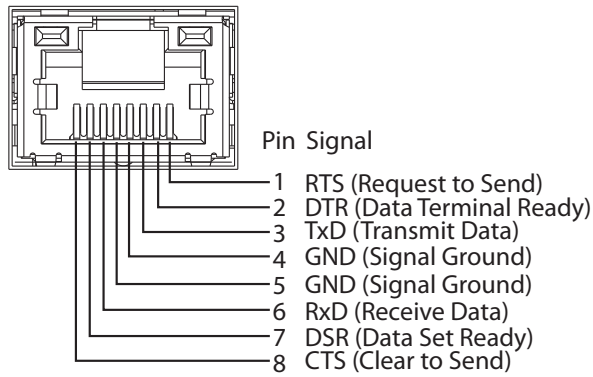 Pin Signal
1 RTS (Request to Send)
2 DTR (Data Terminal Ready)
3 TxD (Transmit Data)
4 GND (Signal Ground)
5 GND (Signal Ground)
6 RxD (Receive Data)
7 DSR (Data Set Ready)
8 CTS (Clear to Send)